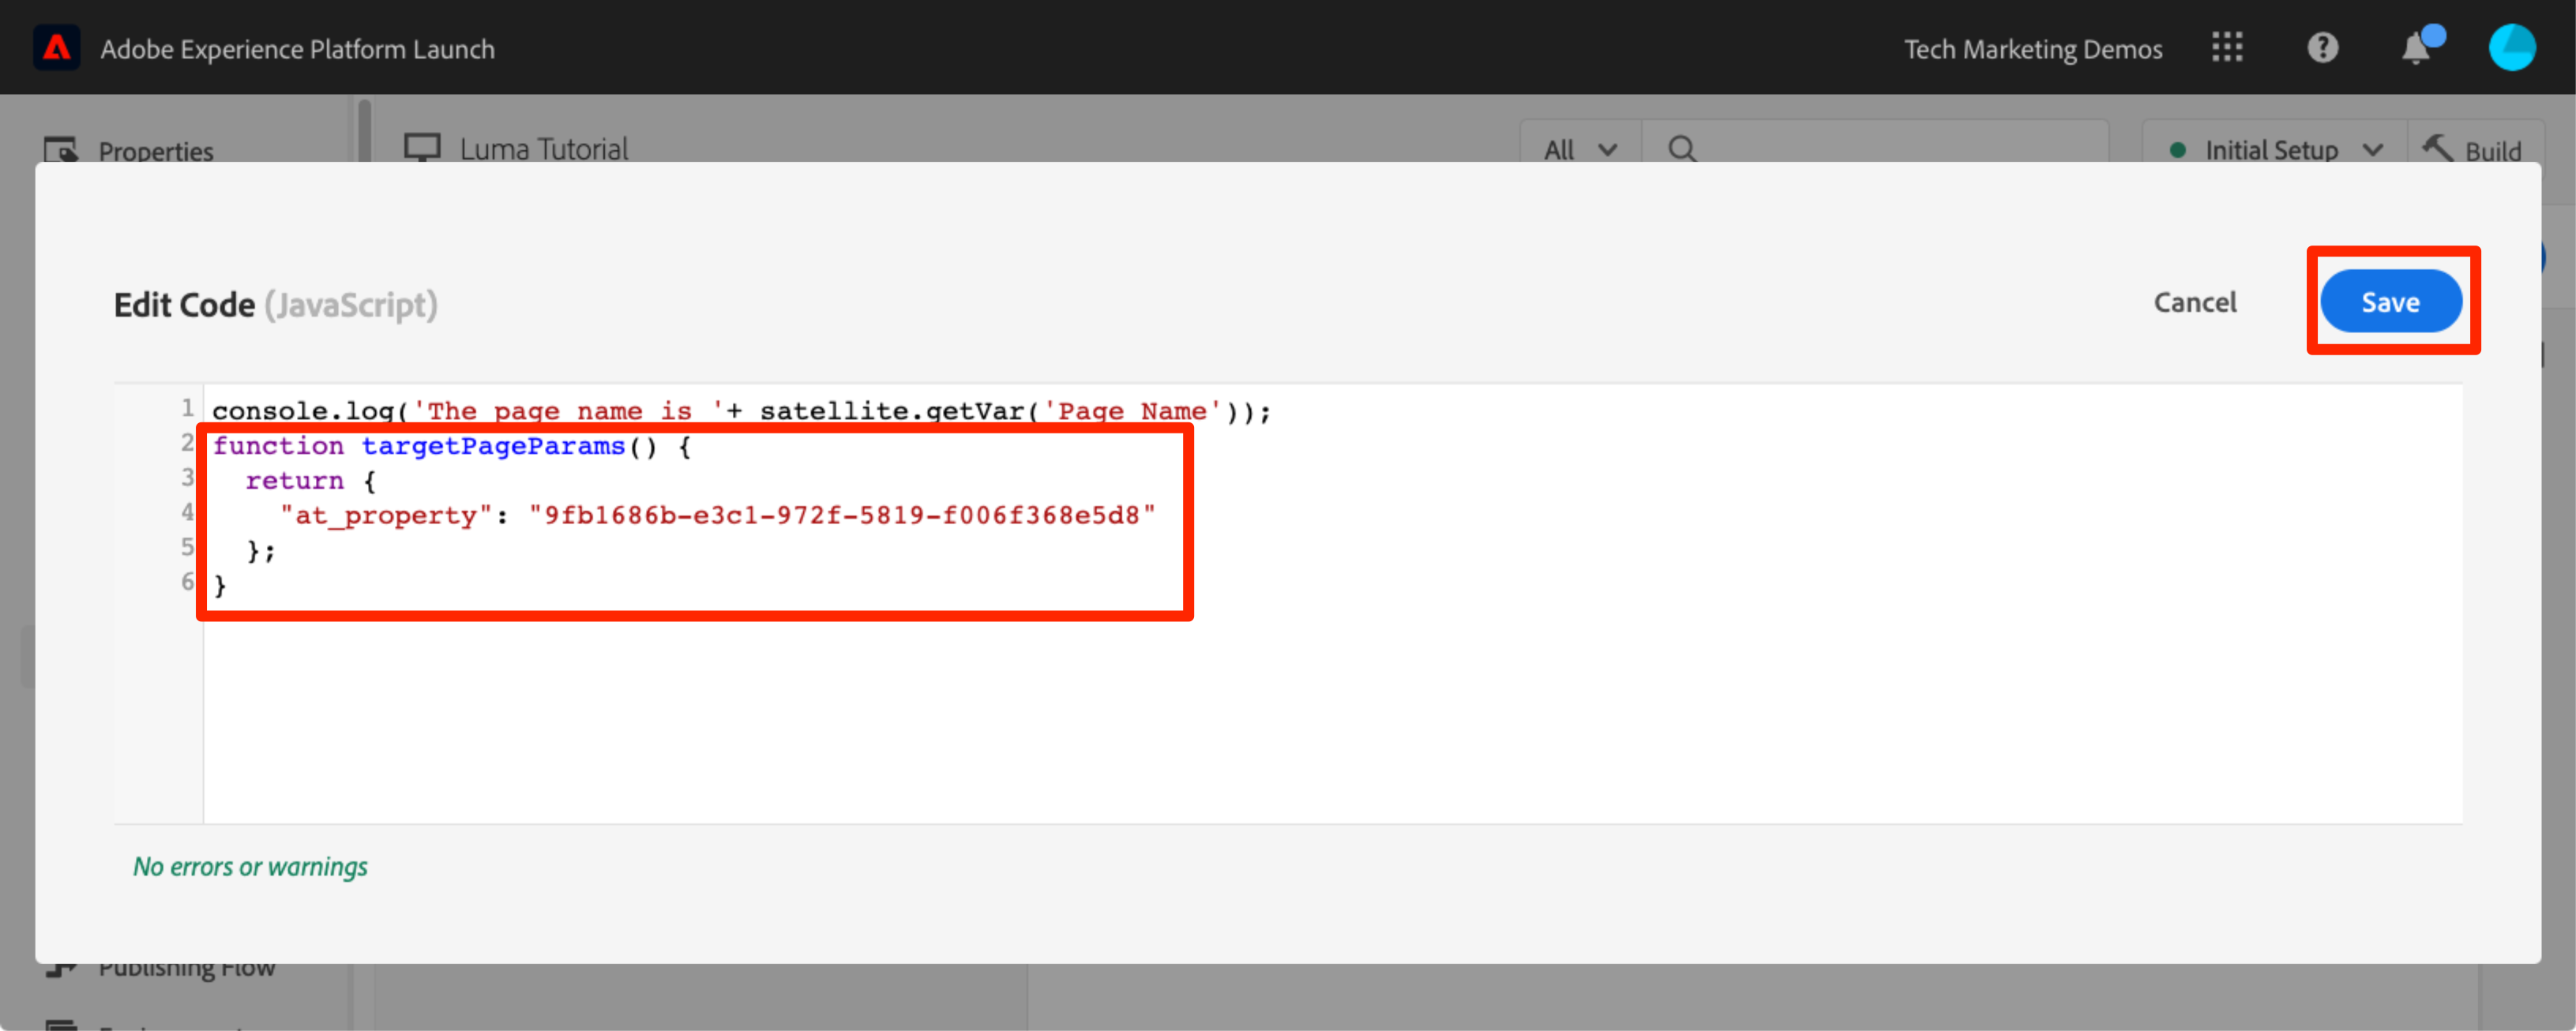 Adobe Experience Platform Launch
Tech Marketing Demos
Properties
Luma Tutorial
All
Initial Setup
Build
Edit Code (JavaScript)
Cancel
Save
1 console.log('The page name is '+ satellite.getVar('Page Name'));
2 function targetPageParams() {
3 return {
4 "at_property": "9fb1686b-e3c1-972f-5819-f006f368e5d8"
5 };
6 }
No errors or warnings
Publishing Flow